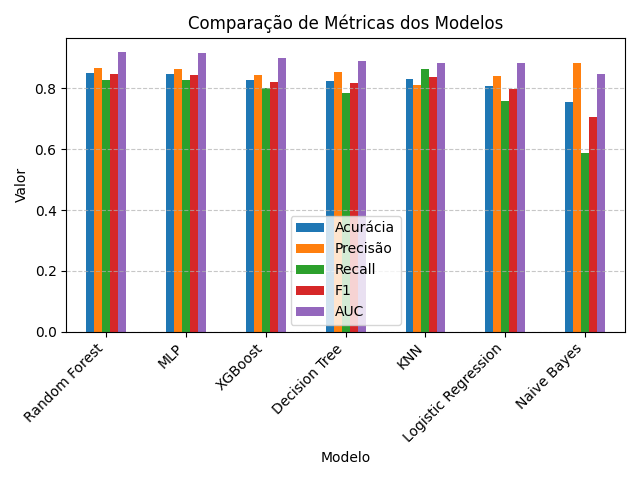 Comparação de Métricas dos Modelos
Valor
0.8
0.6
0.4
0.2
0.0
Acurácia
Precisão
Recall
F1
AUC
Random Forest
MLP
XGBoost
Decision Tree
KNN
Logistic Regression
Naive Bayes
Modelo